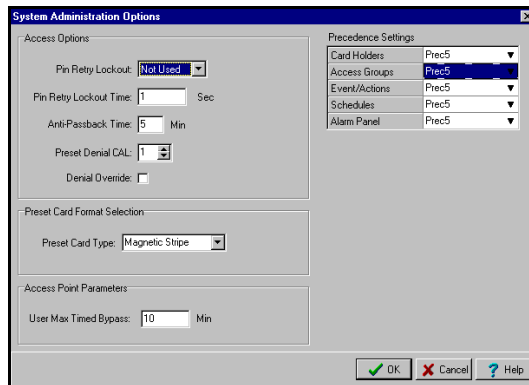 System Administration Options
Access Options
Pin Retry Lockout: Not Used
Pin Retry Lockout Time: 1 Sec
Anti-Passback Time: 5 Min
Preset Denial CAL: 1
Denial Override:
Preset Card Format Selection
Preset Card Type: Magnetic Stripe
Access Point Parameters
User Max Timed Bypass: 10 Min
Precedence Settings
Card Holders Prec5
Access Groups Prec5
Event/Actions Prec5
Schedules Prec5
Alarm Panel Prec5
OK Cancel ? Help